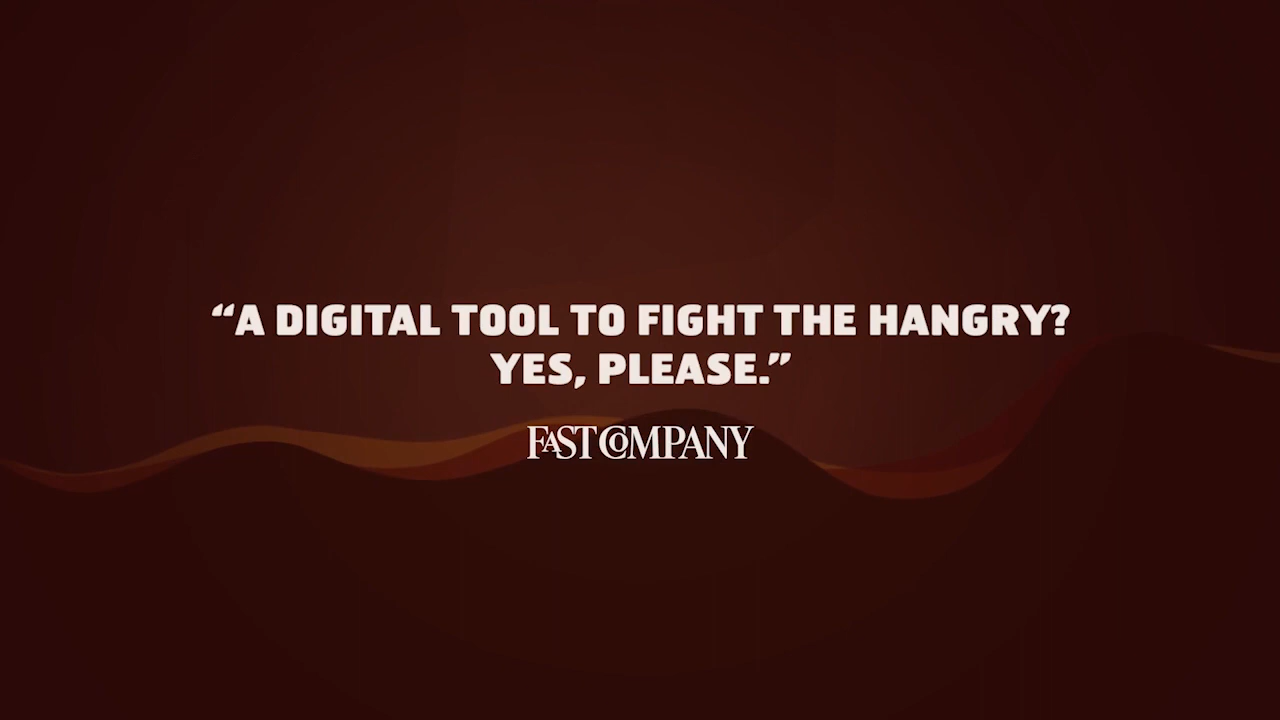 “A DIGITAL TOOL TO FIGHT THE HANGRY?
YES, PLEASE.”
FAST COMPANY